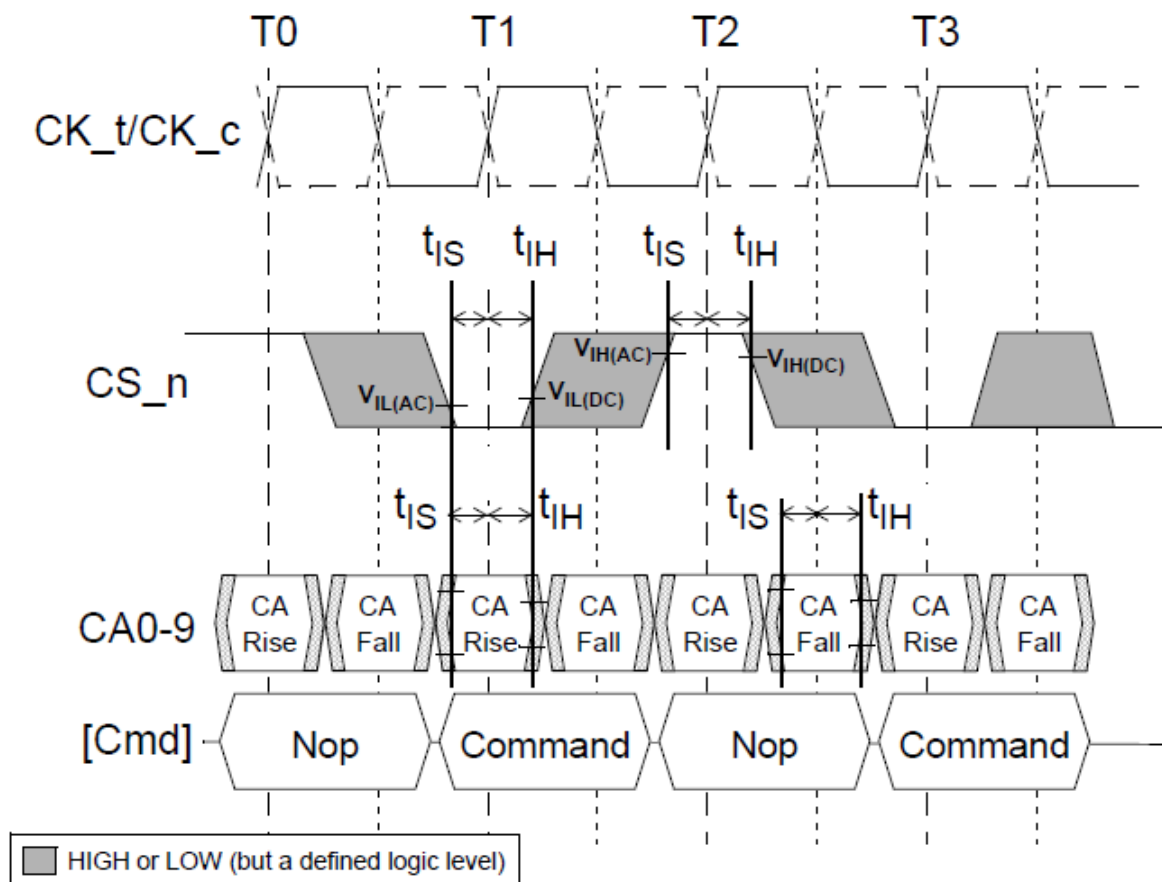 T0 T1 T2 T3
CK_t/CK_c
tIS tIH tIS tIH
CS_n
VIH(AC) VIH(DC)
VIL(AC) VIL(DC)
tIS tIH tIS tIH
CA0-9
CA CA CA CA CA CA CA CA
Rise Fall Rise Fall Rise Fall Rise Fall
[Cmd] Nop Command Nop Command
HIGH or LOW (but a defined logic level)